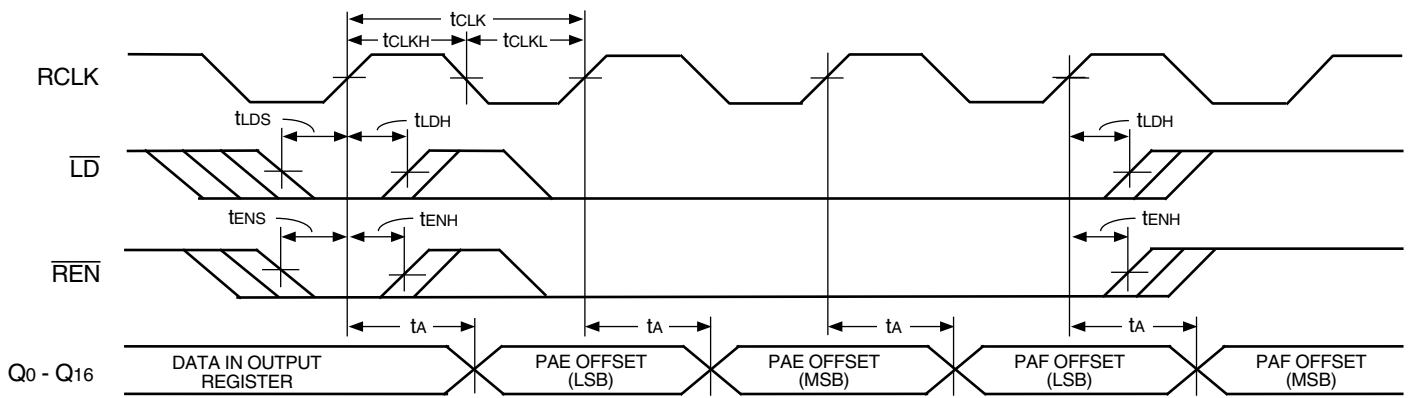 tCLK
tCLKH tCLKL
RCLK
tLDS tLDH tLDH
LD
tENS tENH tENH
REN
tA tA tA tA
Q0 - Q16
DATA IN OUTPUT REGISTER
PAE OFFSET (LSB)
PAE OFFSET (MSB)
PAF OFFSET (LSB)
PAF OFFSET (MSB)